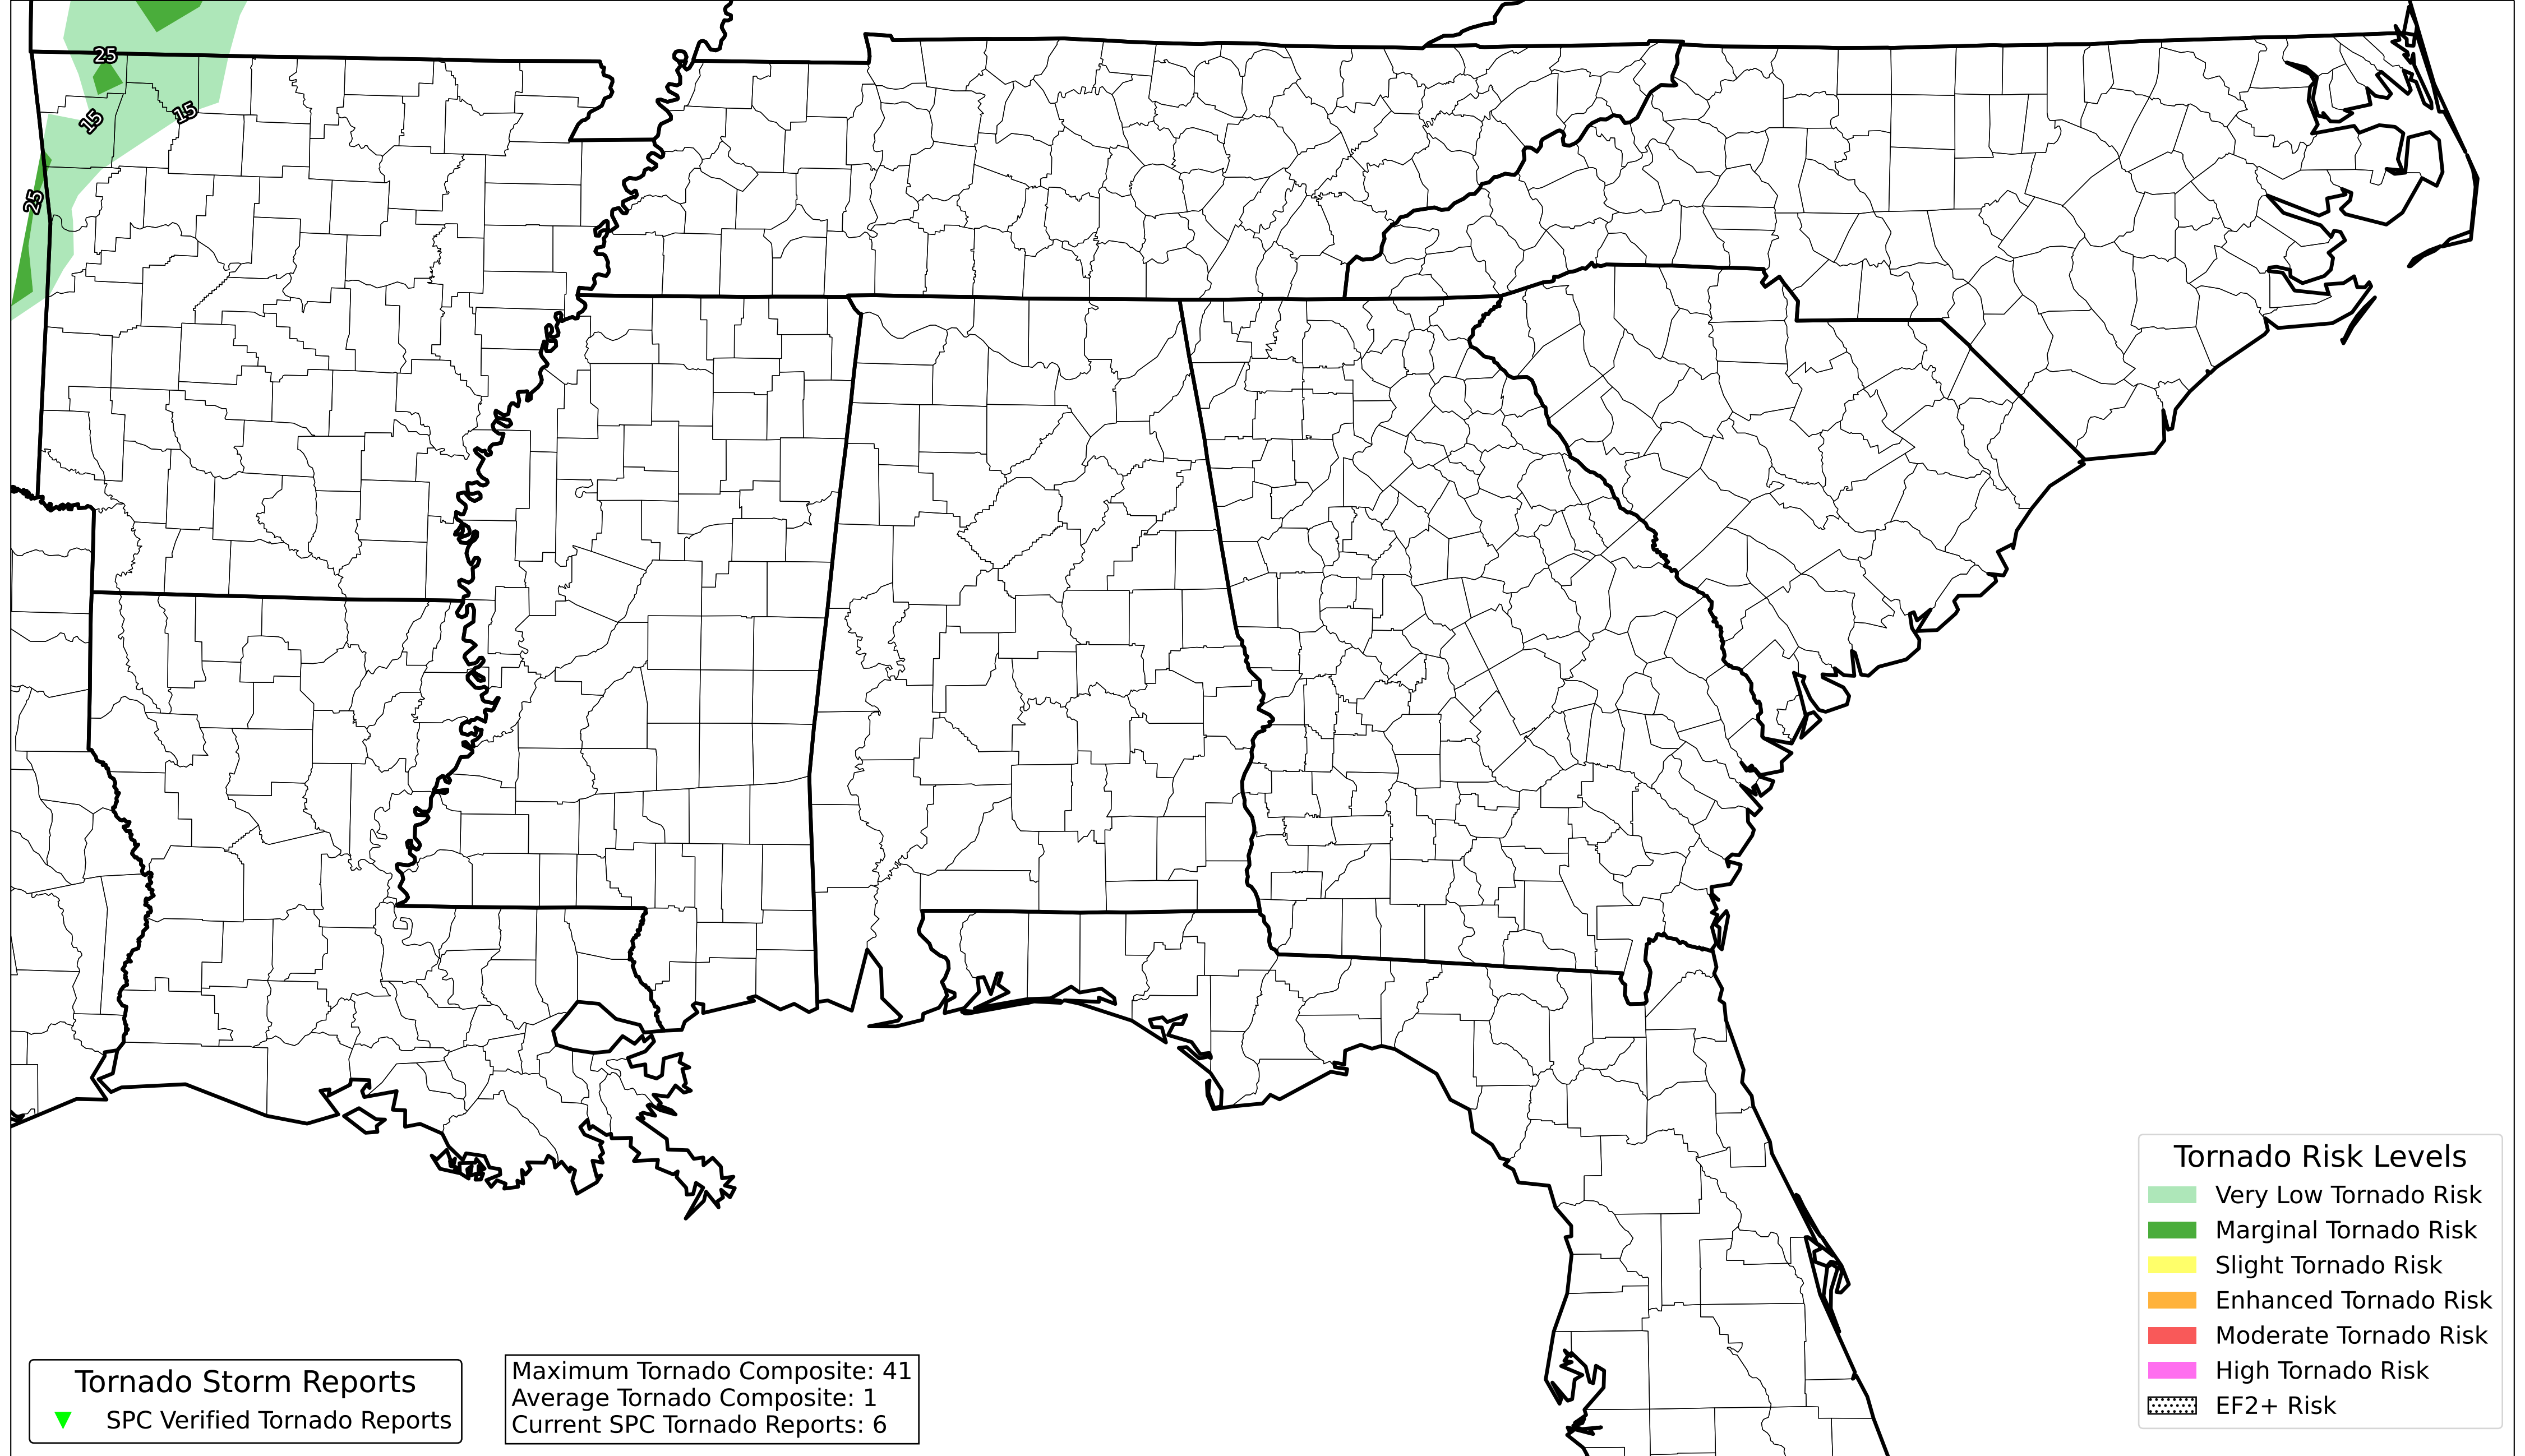 25
15
15
25
Tornado Risk Levels
Very Low Tornado Risk
Marginal Tornado Risk
Slight Tornado Risk
Enhanced Tornado Risk
Moderate Tornado Risk
High Tornado Risk
EF2+ Risk
Tornado Storm Reports
SPC Verified Tornado Reports
Maximum Tornado Composite: 41
Average Tornado Composite: 1
Current SPC Tornado Reports: 6